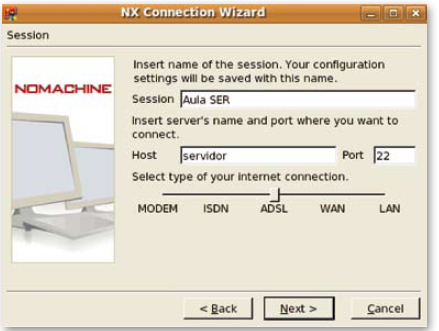 NX Connection Wizard
Session
NOMACHINE
Insert name of the session. Your configuration
settings will be saved with this name.
Session Aula SER
Insert server's name and port where you want to
connect.
Host servidor Port 22
Select type of your internet connection.
MODEM ISDN ADSL WAN LAN
< Back Next > Cancel